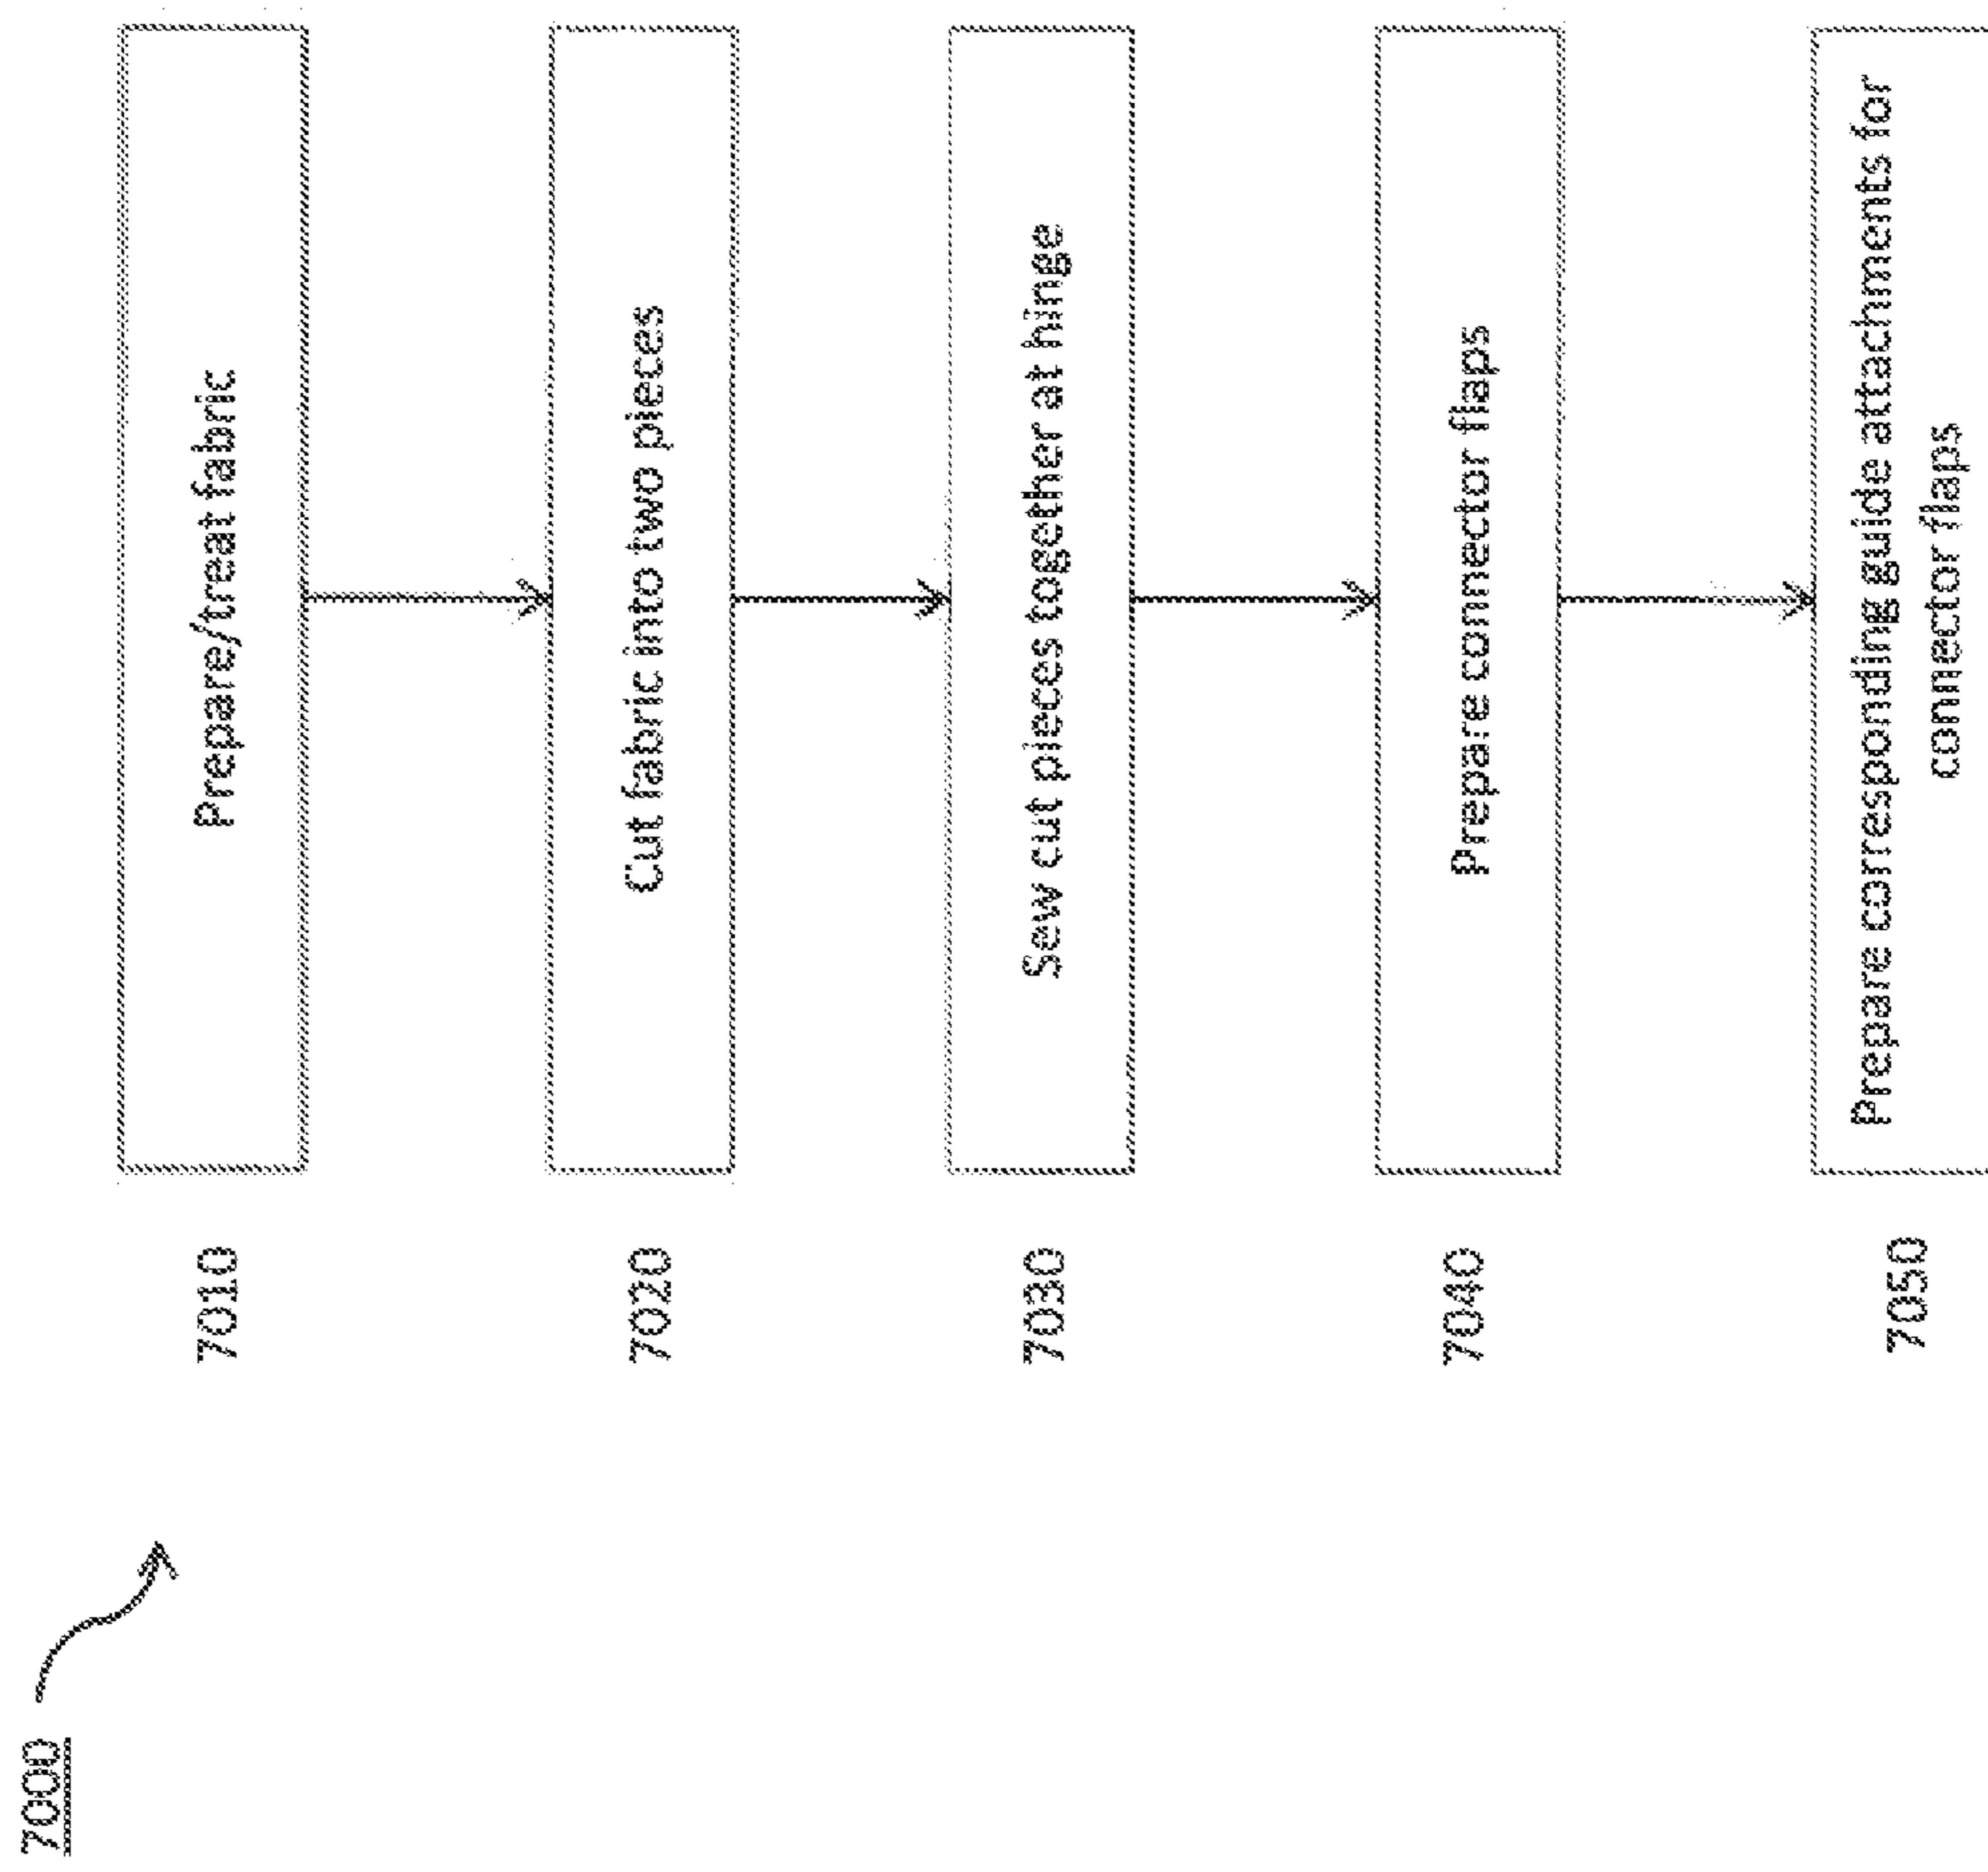 7000
7010
Prepare/treat fabric
7020
Cut fabric into two pieces
7030
Sew cut pieces together at hinge
7040
Prepare connector flaps
7050
Prepare corresponding guide attachments for
connector flaps